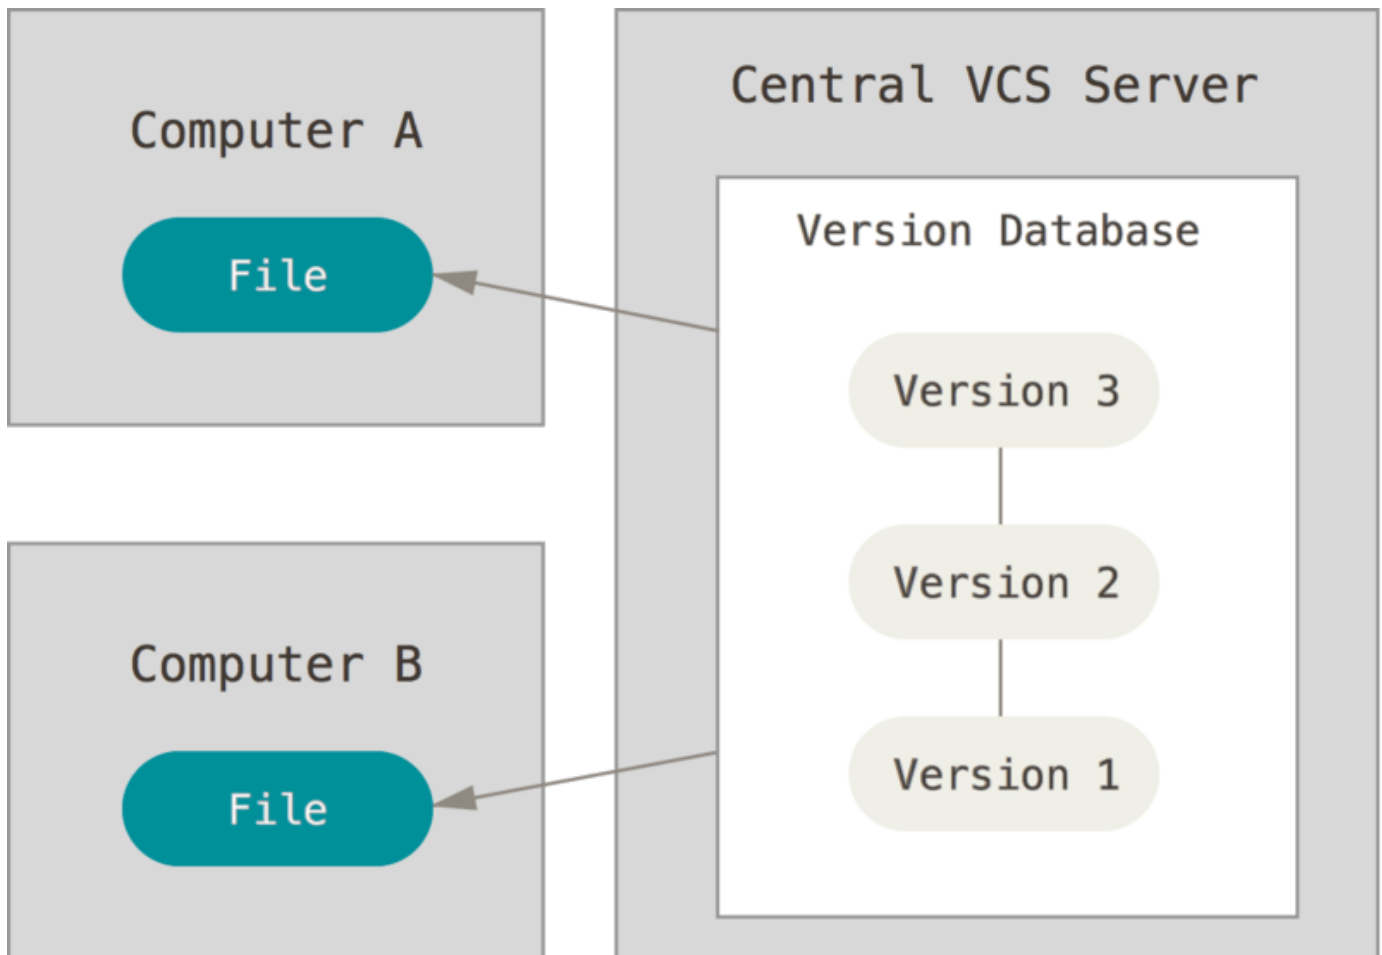 Computer A
File
Computer B
File
Central VCS Server
Version Database
Version 3
Version 2
Version 1